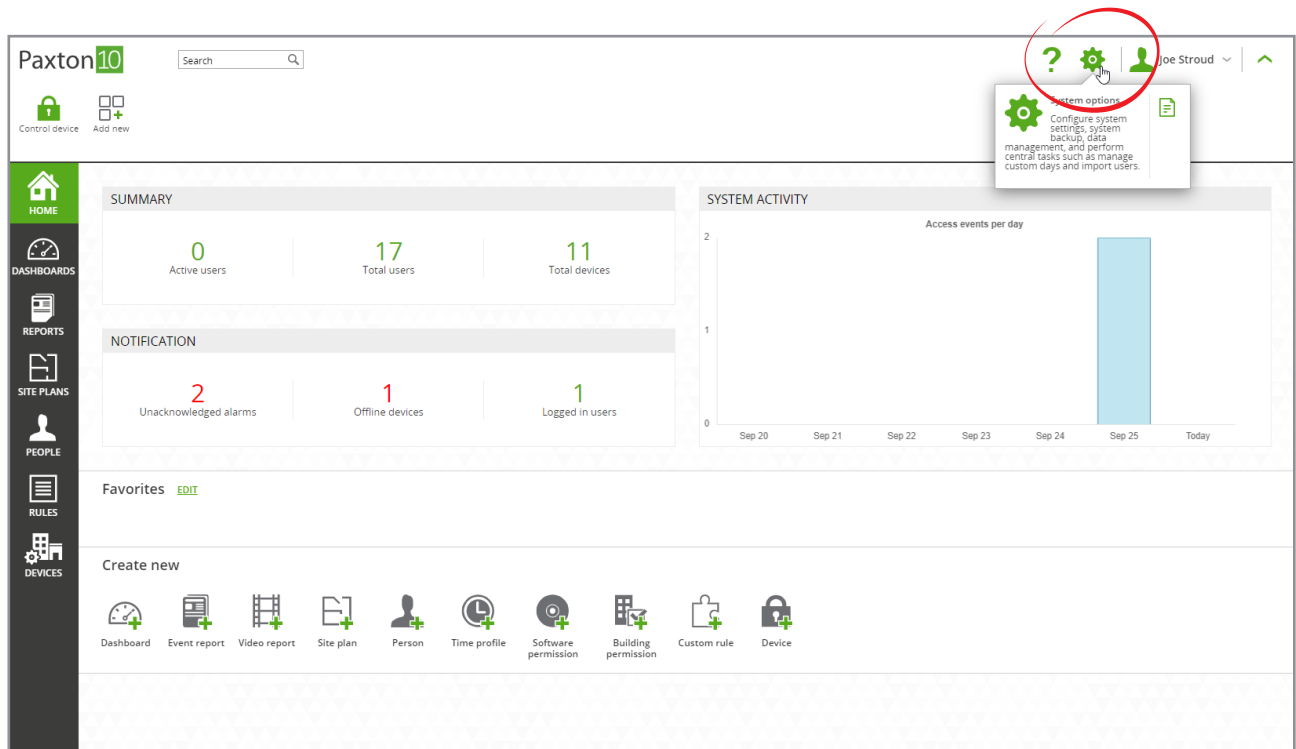 Paxton 10
Search
? Joe Stroud
Control device
Add new
System options
Configure system
settings, system
backup, data
management, and perform
central tasks such as manage
custom days and import users.
HOME
DASHBOARDS
REPORTS
SITE PLANS
PEOPLE
RULES
DEVICES
SUMMARY
0
Active users
17
Total users
11
Total devices
NOTIFICATION
2
Unacknowledged alarms
1
Offline devices
1
Logged in users
SYSTEM ACTIVITY
Access events per day
2
1
0
Sep 20 Sep 21 Sep 22 Sep 23 Sep 24 Sep 25 Today
Favorites EDIT
Create new
Dashboard
Event report
Video report
Site plan
Person
Time profile
Software
permission
Building
permission
Custom rule
Device